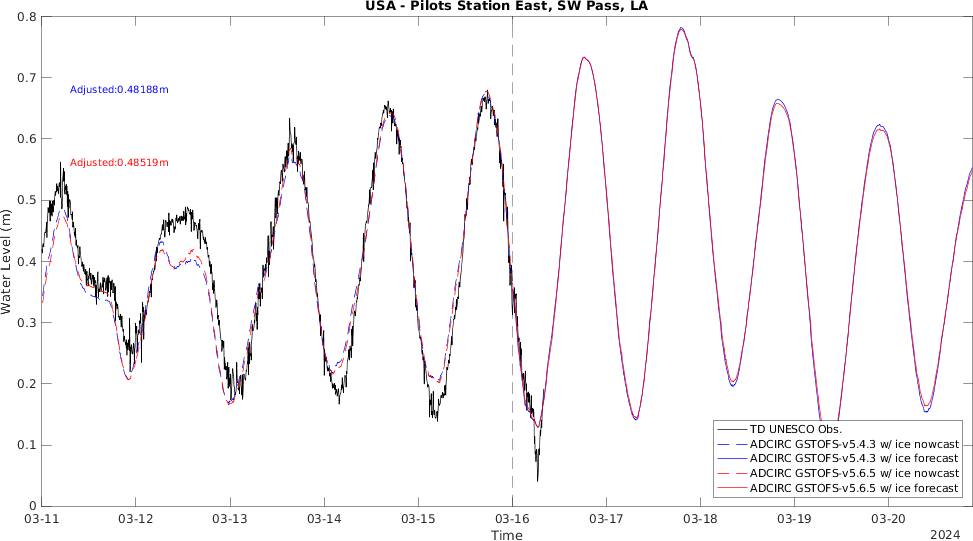 USA - Pilots Station East, SW Pass, LA
0.8
0.7
0.6
0.5
0.4
0.3
0.2
0.1
0
Water Level (m)
Adjusted:0.48188m
Adjusted:0.48519m
TD UNESCO Obs.
ADCIRC GSTOFS-v5.4.3 w/ ice nowcast
ADCIRC GSTOFS-v5.4.3 w/ ice forecast
ADCIRC GSTOFS-v5.6.5 w/ ice nowcast
ADCIRC GSTOFS-v5.6.5 w/ ice forecast
03-11 03-12 03-13 03-14 03-15 03-16 03-17 03-18 03-19 03-20
Time
2024